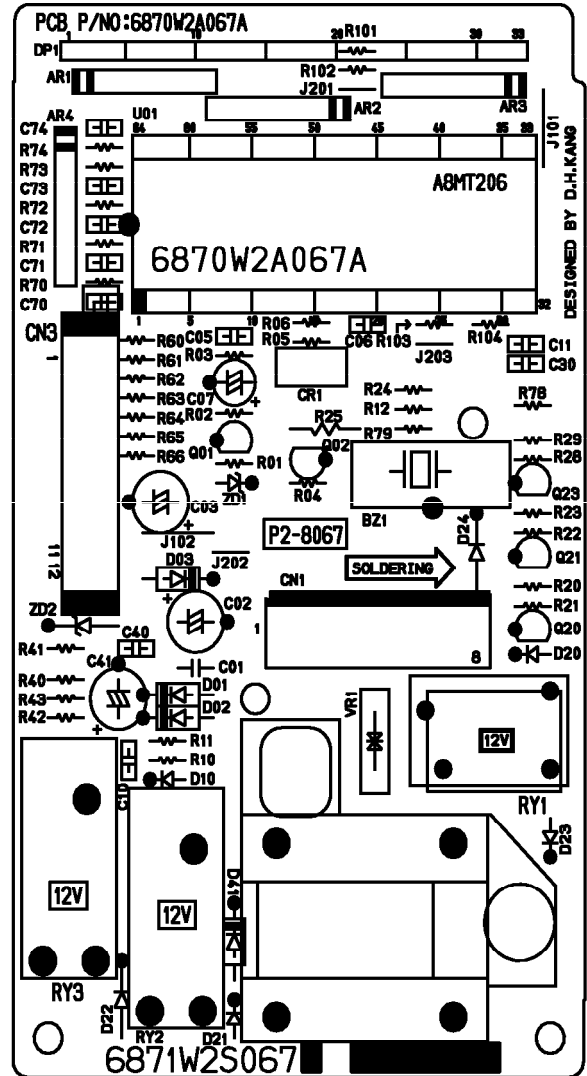 PCB P/NO:6870W2A067A
DP1 1 10 20 30 33
R101
R102
J201
AR1
AR2
AR3
J101
AR4
U01
64 60 55 50 45 40 35 33
C74
R74
R73
C73
R72
C72
R71
C71
R70
C70
A8MT206
6870W2A067A
DESIGNED BY D.H.KANG
1 5 10 32
CN3
1
11 12
R60
R61
R62
R63
R64
R65
R66
C05
R03
C07
R02
Q01
R01
ZD1
C03
J102
R06
R05
C06
R103
J203
R104
C11
C30
CR1
R24
R12
R79
R25
Q02
R04
R78
R29
R28
Q23
R23
R22
Q21
R20
R21
Q20
D20
BZ1
D24
P2-8067
SOLDERING
J202
D03
C02
CN1
1
8
ZD2
R41
C40
C41
C01
R40
R43
R42
D01
D02
R11
R10
D10
C10
VR1
12V
RY1
D23
12V
RY3
12V
RY2
D41
D22
D21
6871W2S067